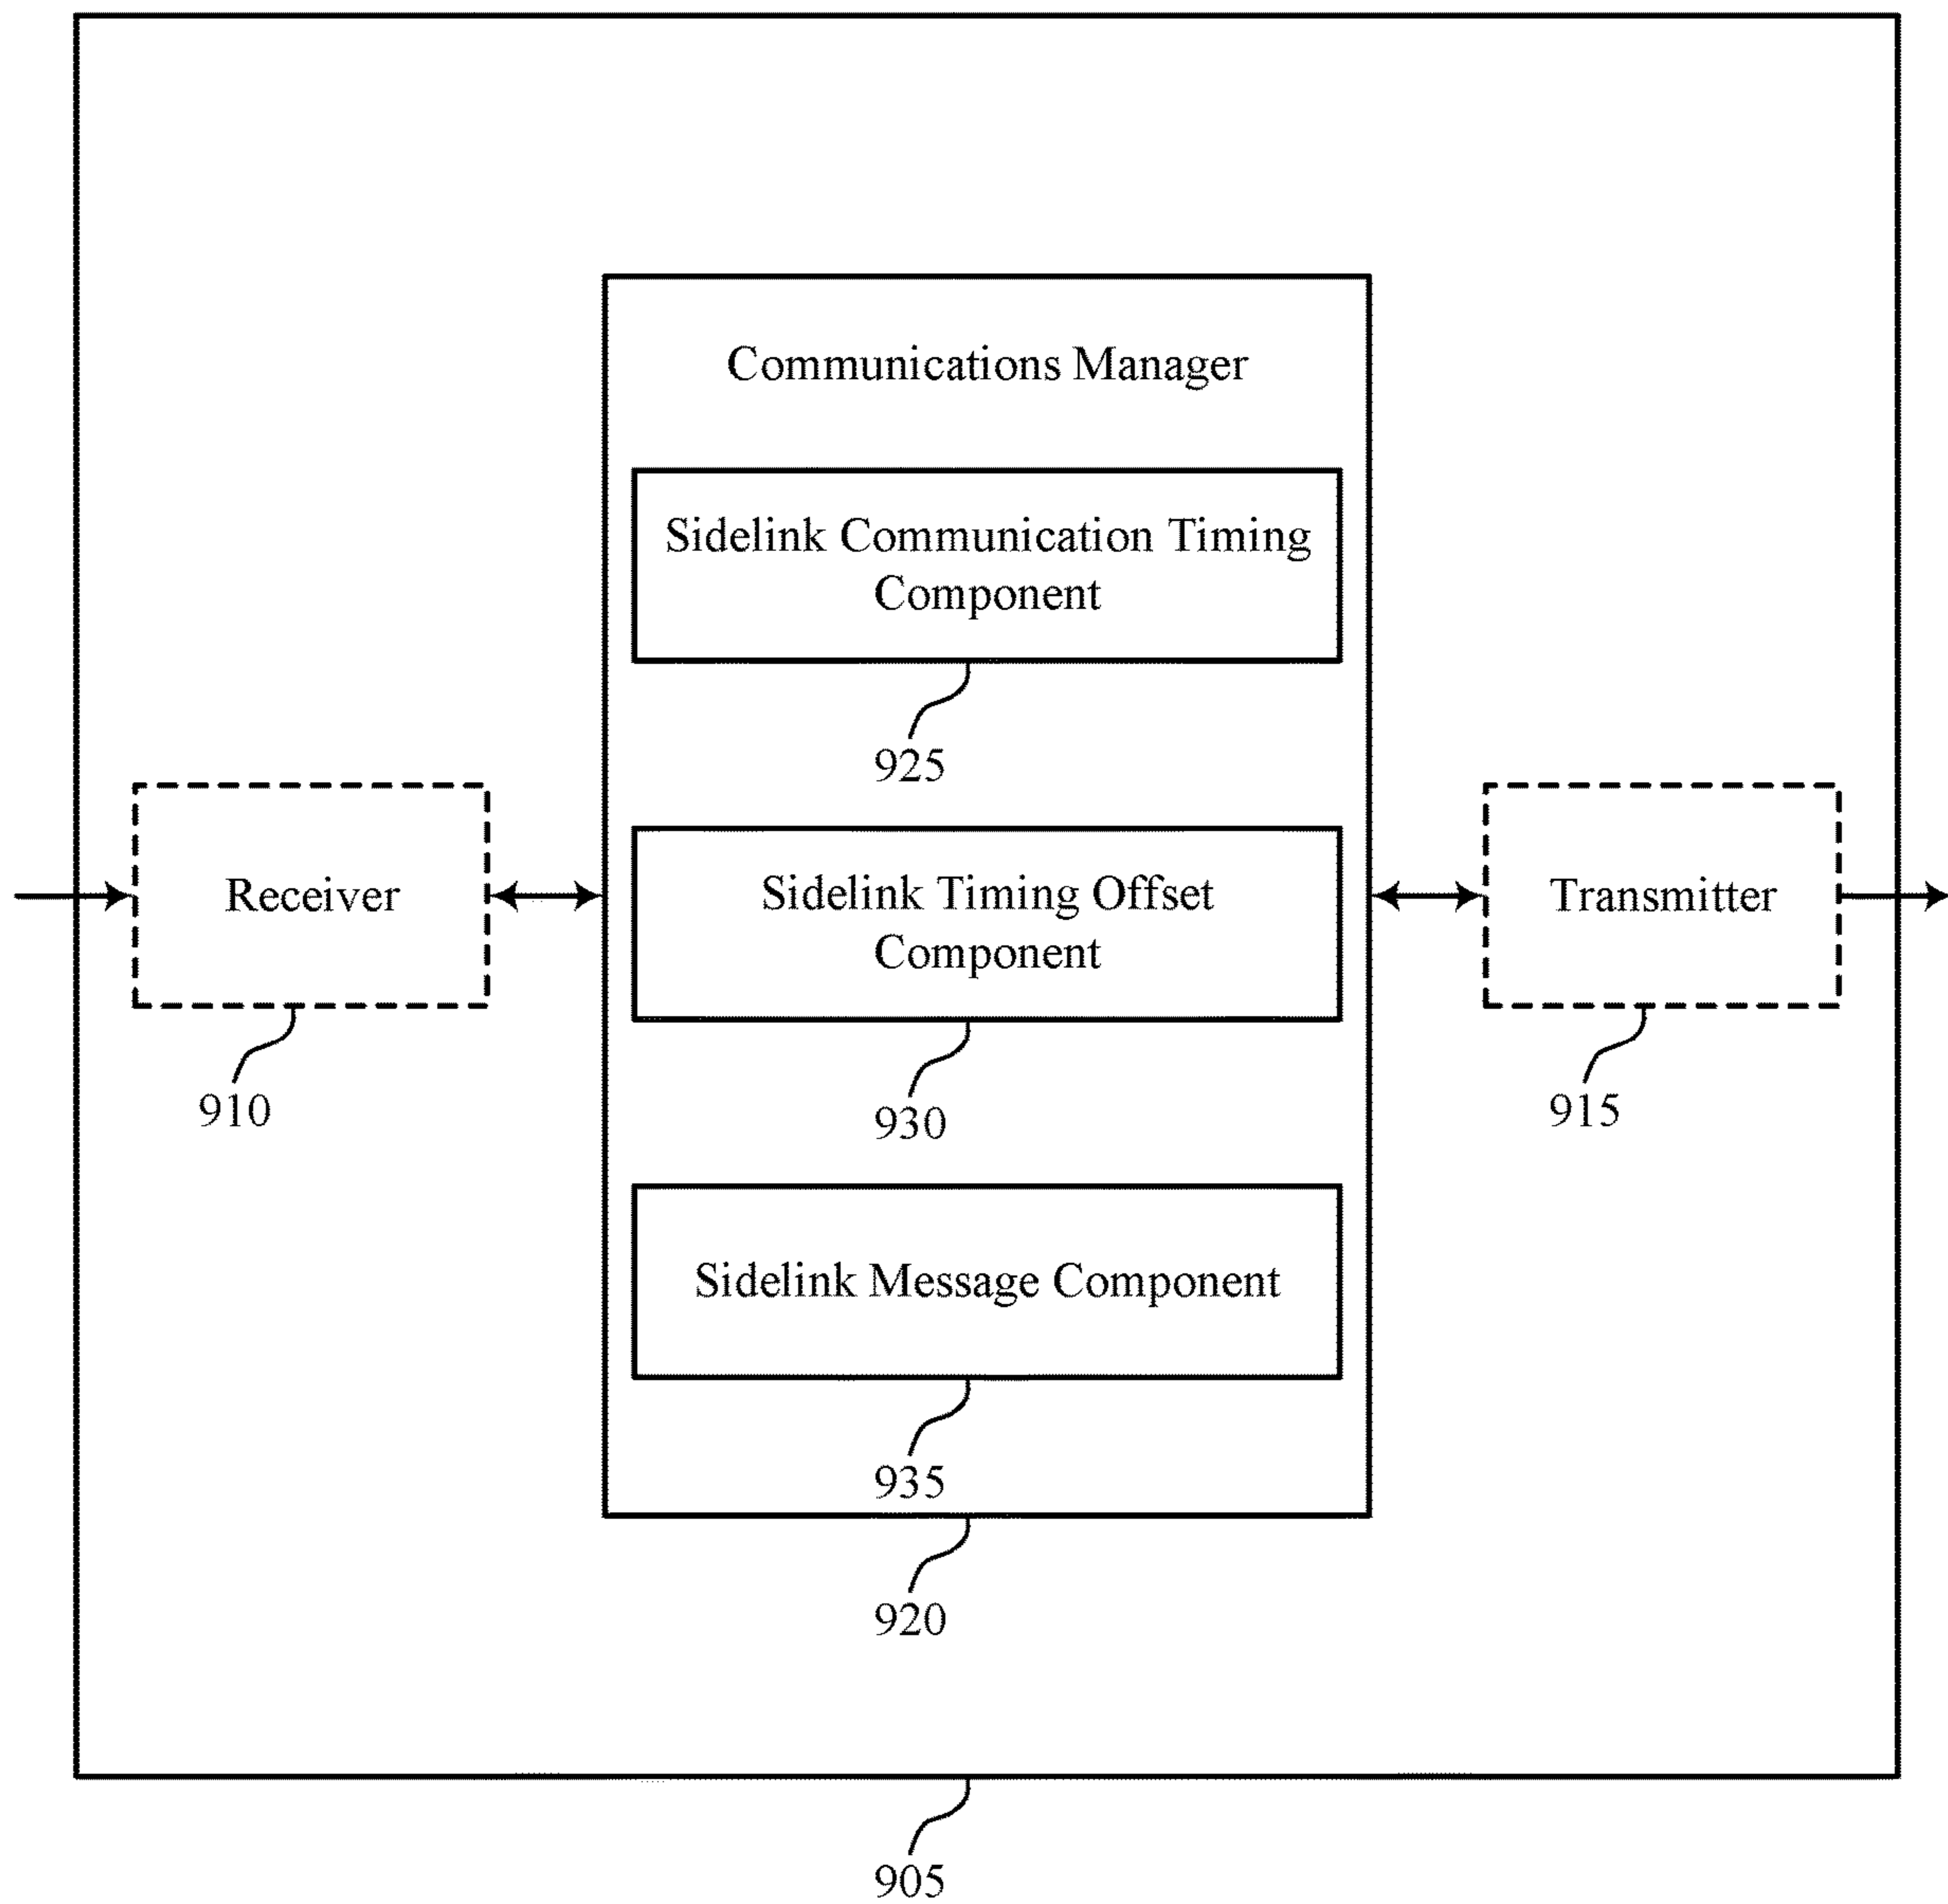 Communications Manager
Sidelink Communication Timing
Component
925
Receiver
910
Sidelink Timing Offset
Component
930
Transmitter
915
Sidelink Message Component
935
920
905